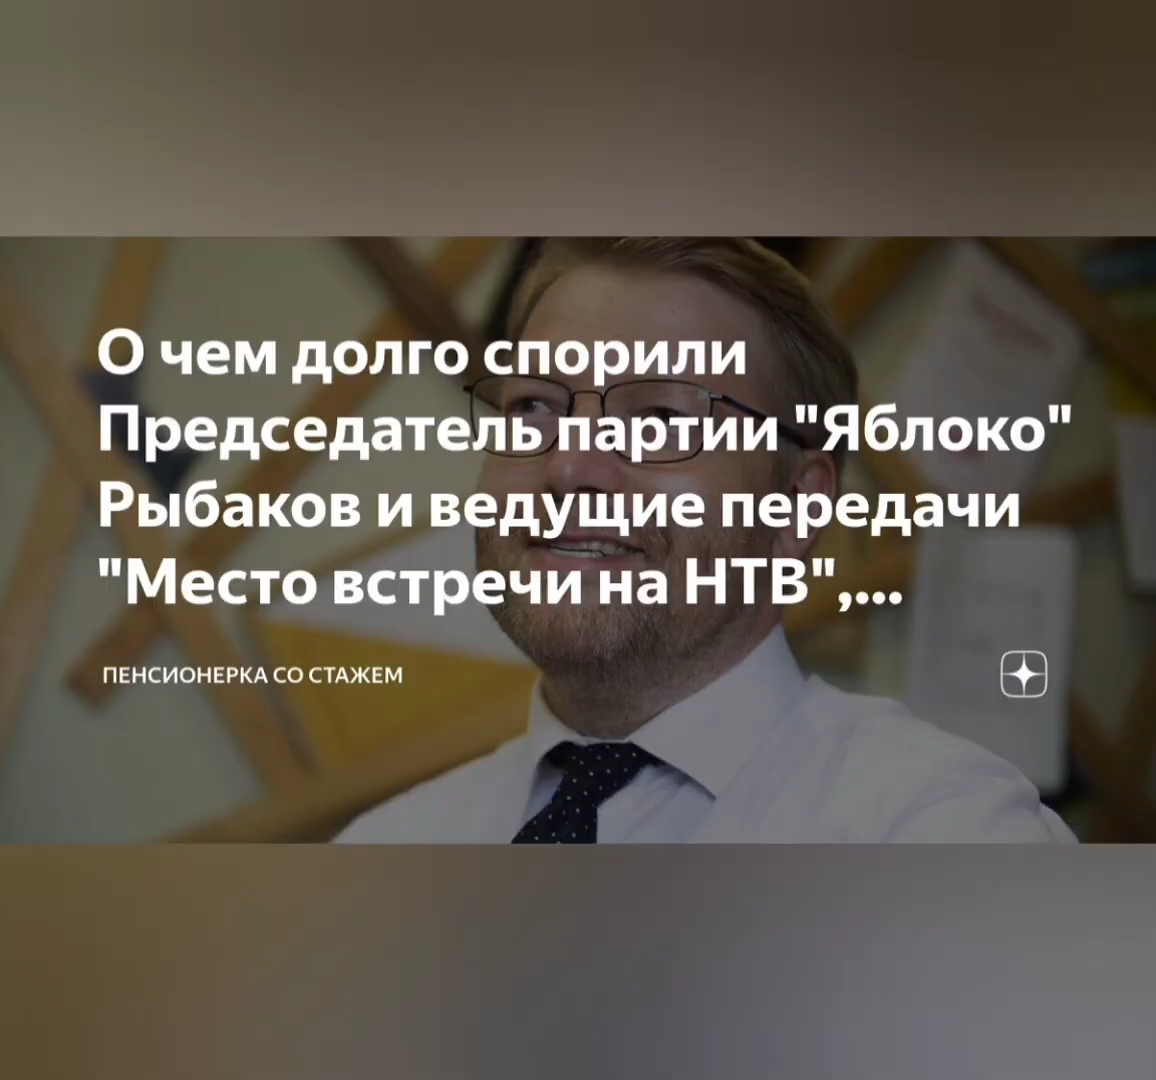 О чем долго спорили
Председатель партии "Яблоко"
Рыбаков и ведущие передачи
"Место встречи на НТВ",...
ПЕНСИОНЕРКА СО СТАЖЕМ